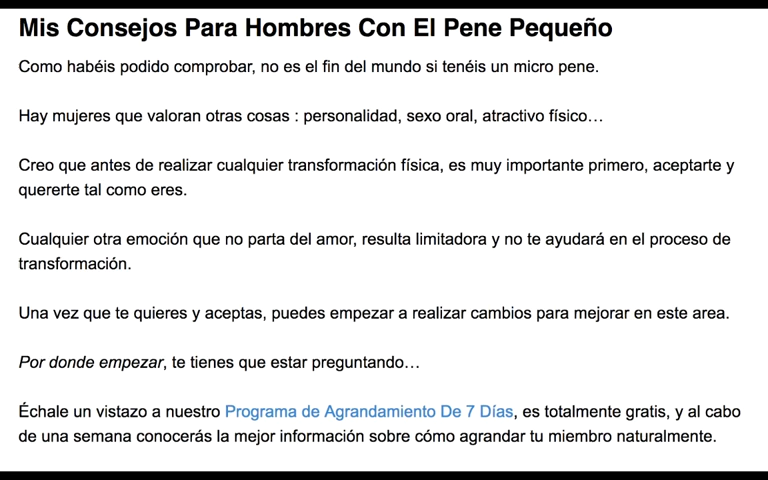 Mis Consejos Para Hombres Con El Pene Pequeño
Como habéis podido comprobar, no es el fin del mundo si tenéis un micro pene.
Hay mujeres que valoran otras cosas : personalidad, sexo oral, atractivo físico…
Creo que antes de realizar cualquier transformación física, es muy importante primero, aceptarte y
quererte tal como eres.
Cualquier otra emoción que no parta del amor, resulta limitadora y no te ayudará en el proceso de
transformación.
Una vez que te quieres y aceptas, puedes empezar a realizar cambios para mejorar en este area.
Por donde empezar, te tienes que estar preguntando…
Échale un vistazo a nuestro Programa de Agrandamiento De 7 Días, es totalmente gratis, y al cabo
de una semana conocerás la mejor información sobre cómo agrandar tu miembro naturalmente.